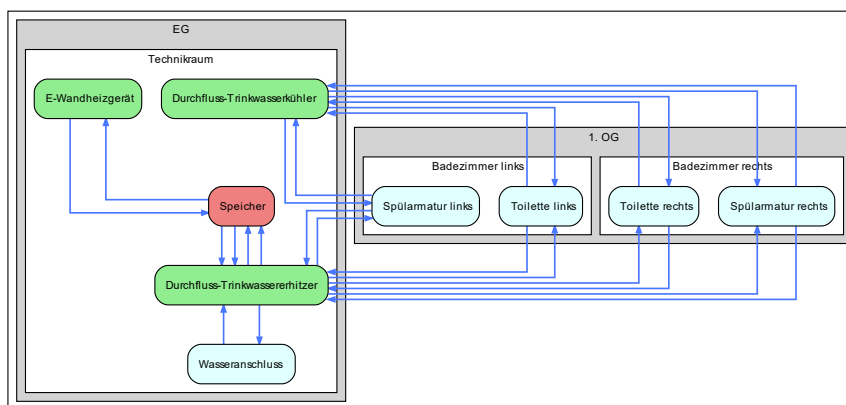 EG
Technikraum
E-Wandheizgerät
Durchfluss-Trinkwasserkühler
1. OG
Badezimmer links
Badezimmer rechts
Speicher
Spülarmatur links
Toilette links
Toilette rechts
Spülarmatur rechts
Durchfluss-Trinkwassererhitzer
Wasseranschluss